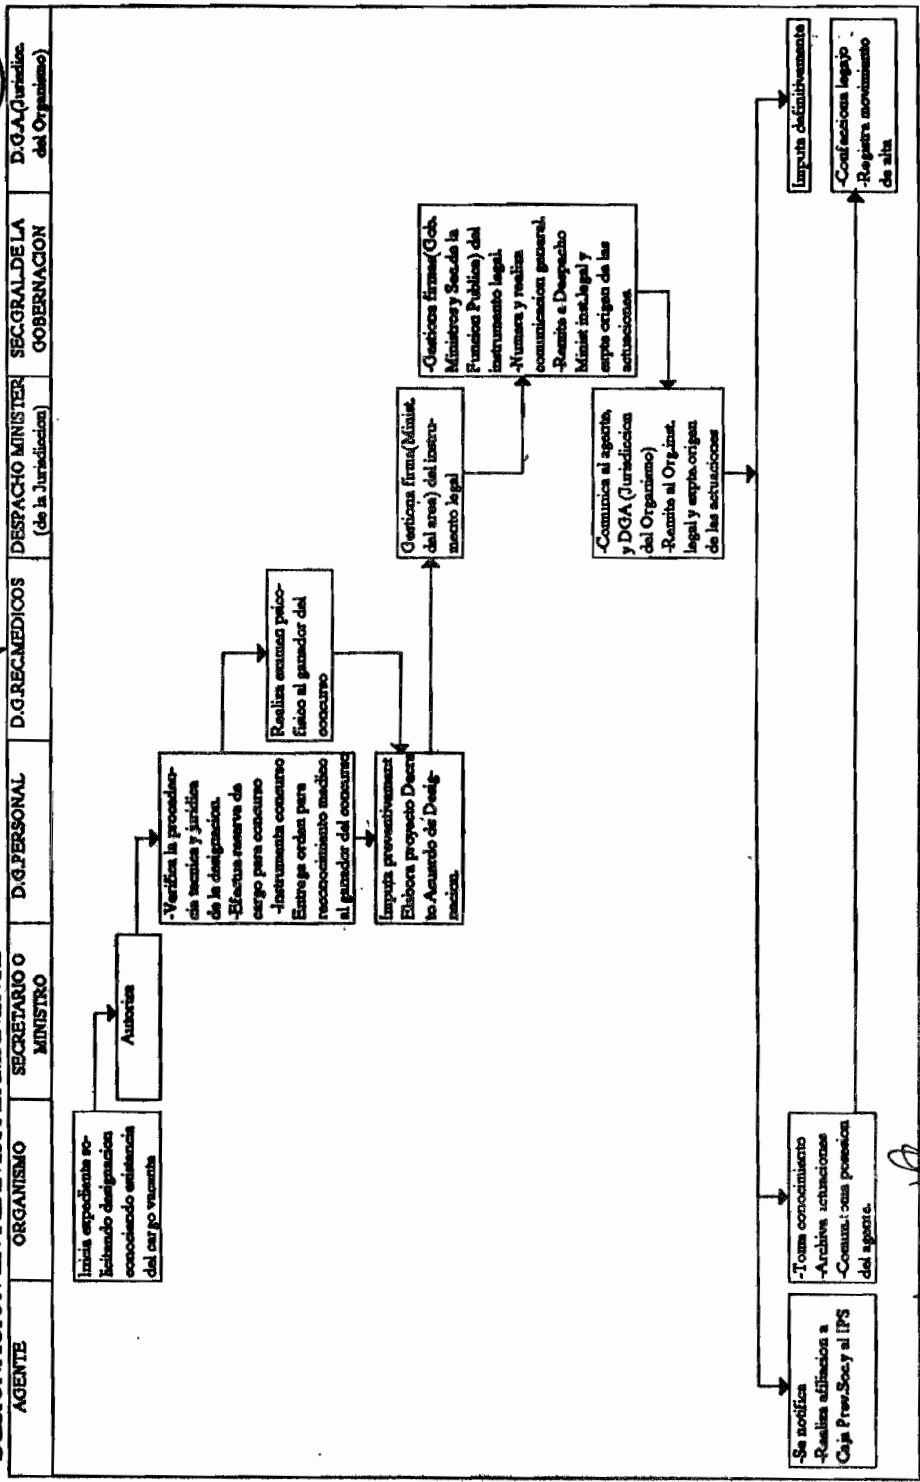 AGENTE
ORGANISMO
SECRETARIO O
MINISTRO
D.G.PERSONAL
D.G.REC.MEDICOS
DESPACHO MINISTER
(de la Jurisdiccion)
SEC.GRAL.DE LA
GOBERNACION
D.G.A.(Jurisdicc.
del Organismo)
Inicia expediente so-
licitando designacion
conociendo existencia
del cargo vacante
Autoriza
-Verifica la proceden-
cia tecnica y jurídica
de la designacion.
-Efectua reserva de
cargo para concurso
-Instrumenta concurso
Entrega orden para
reconocimiento medico
al ganador del concurso
Realiza examen psico-
fisico al ganador del
concurso
Imputa preventivament
Elabora proyecto Decre
to Acuerdo de Desig-
nacion.
Gestiona firma(Minist.
del area) del instru-
mento legal
-Gestiona firmas(Gob.
Ministros y Sec.de la
Funcion Publica) del
instrumento legal.
-Numera y realiza
comunicacion general.
-Remite a Despacho
Minist inst.legal y
expte origen de las
actuaciones.
-Comunica al agente,
y DGA (Jurisdiccion
del Organismo)
-Remite al Org.inst.
legal y expte.origen
de las actuaciones
-Se notifica
-Realiza afiliacion a
Caja Prev.Soc.y al IPS
-Toma conocimiento
-Archiva actuaciones
-Comun.toma posesion
del agente.
Imputa definitivamente
-Confecciona legajo
-Registra movimiento
de alta